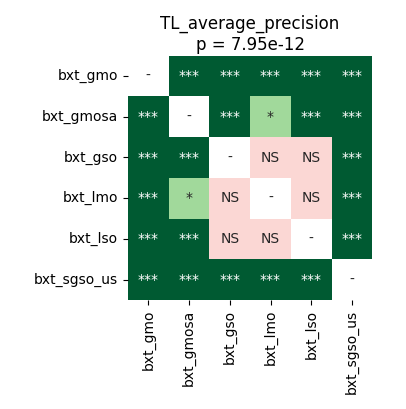 TL_average_precision
p = 7.95e-12
bxt_gmo - *** *** *** *** ***
bxt_gmosa *** - *** * *** ***
bxt_gso *** *** - NS NS ***
bxt_lmo *** * NS - NS ***
bxt_lso *** *** NS NS - ***
bxt_sgso_us *** *** *** *** *** -
bxt_gmo
bxt_gmosa
bxt_gso
bxt_lmo
bxt_lso
bxt_sgso_us